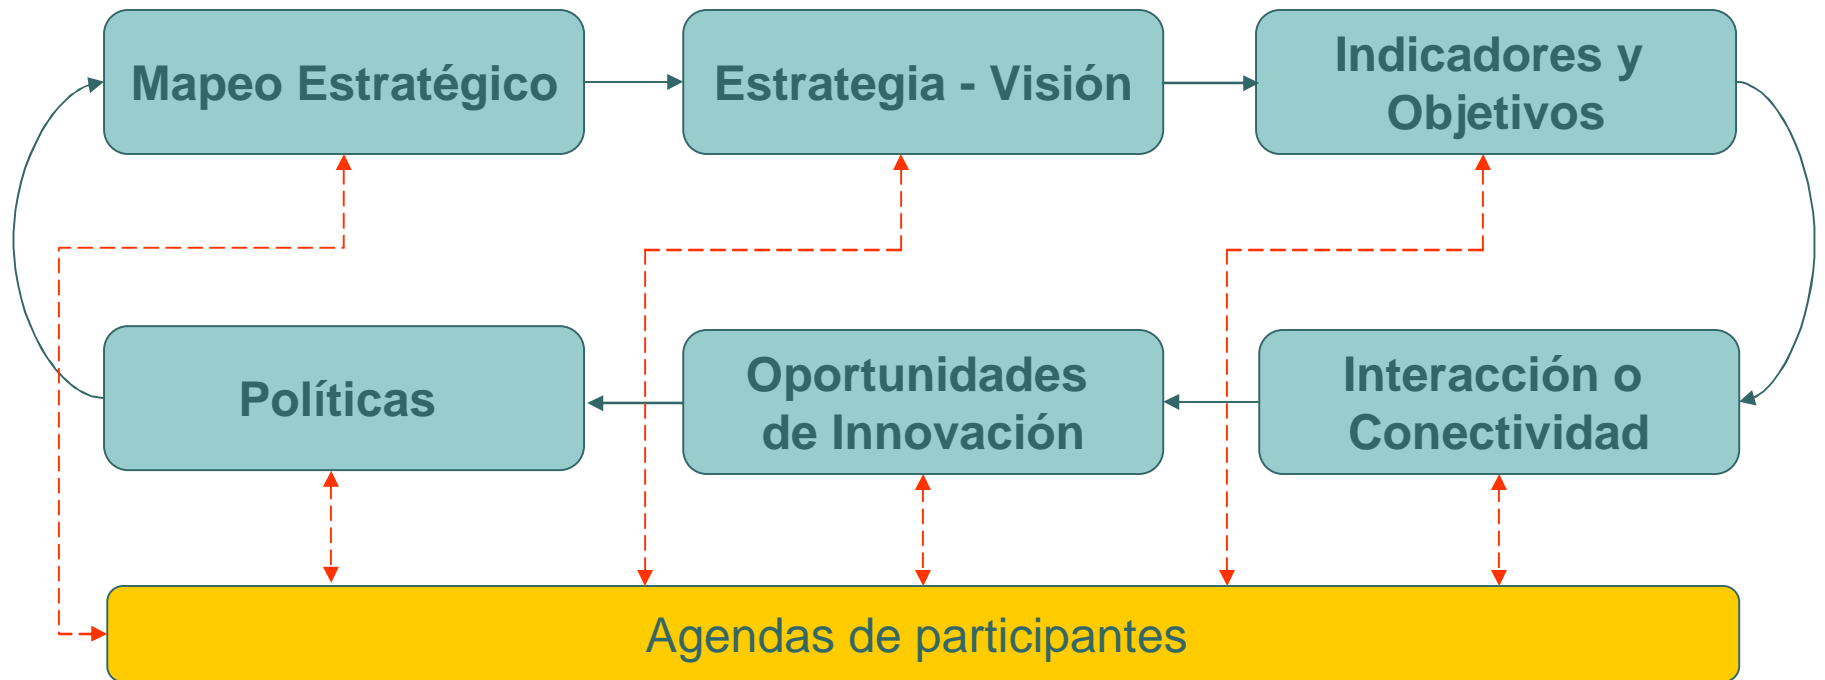 Mapeo Estratégico
Estrategia - Visión
Indicadores y
Objetivos
Políticas
Oportunidades
de Innovación
Interacción o
Conectividad
Agendas de participantes